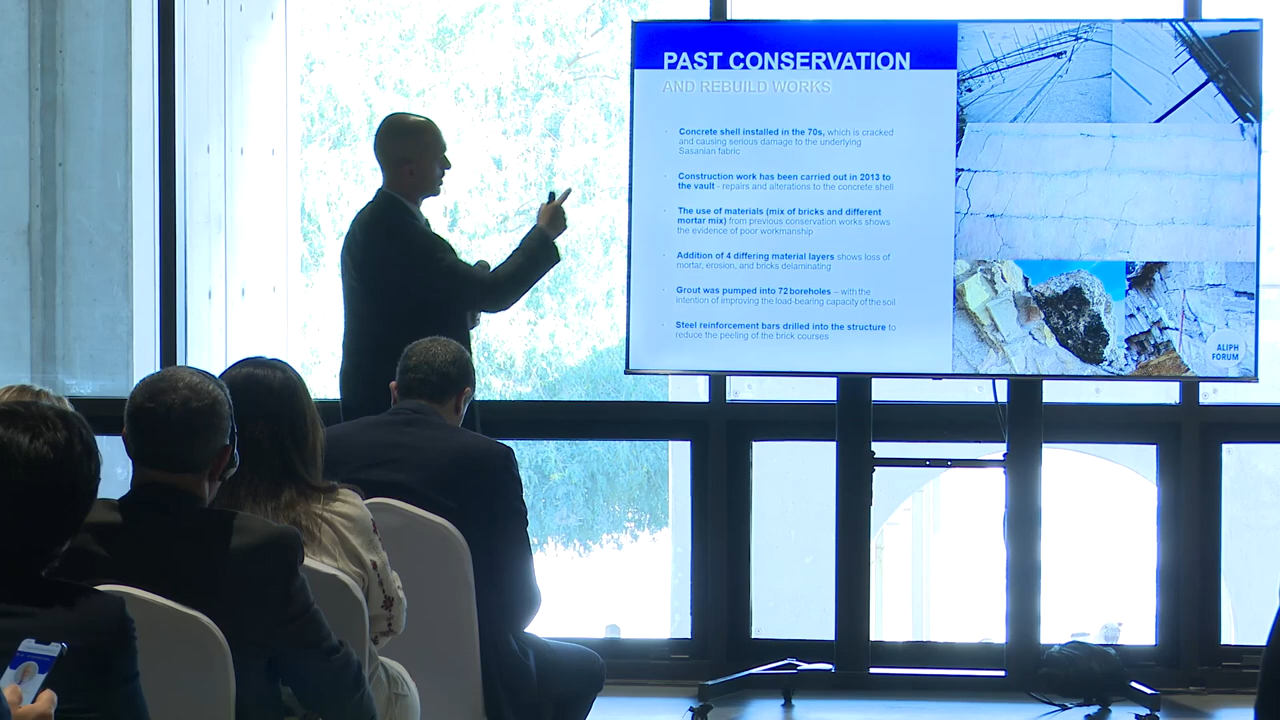 PAST CONSERVATION
AND REBUILD WORKS
Concrete shell installed in the 70s, which is cracked
and causing serious damage to the underlying
Sasanian fabric
Construction work has been carried out in 2013 to
the vault - repairs and alterations to the concrete shell
The use of materials (mix of bricks and different
mortar mix) from previous conservation works shows
the evidence of poor workmanship
Addition of 4 differing material layers shows loss of
mortar, erosion, and bricks delaminating
Grout was pumped into 72 boreholes – with the
intention of improving the load-bearing capacity of the soil
Steel reinforcement bars drilled into the structure to
reduce the peeling of the brick courses
ALIPH
FORUM